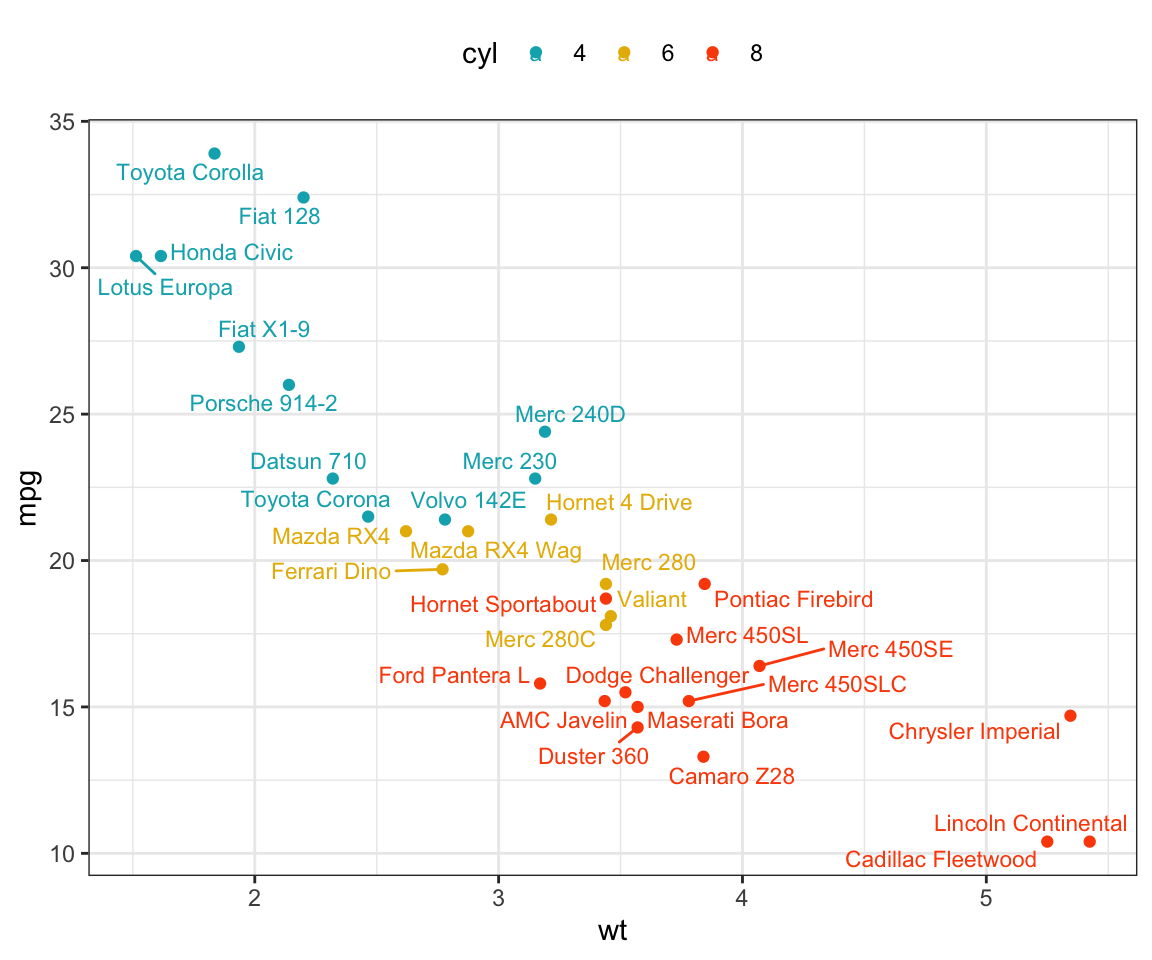 cyl a 4 a 6 a 8
35
Toyota Corolla
Fiat 128
Honda Civic
30
Lotus Europa
Fiat X1-9
Porsche 914-2
25
Merc 240D
Datsun 710
Merc 230
Toyota Corona
Volvo 142E
Hornet 4 Drive
Mazda RX4
Mazda RX4 Wag
20
Merc 280
Ferrari Dino
Valiant
Pontiac Firebird
Hornet Sportabout
Merc 280C
Merc 450SL
Merc 450SE
Ford Pantera L
Dodge Challenger
Merc 450SLC
15
AMC Javelin
Maserati Bora
Chrysler Imperial
Duster 360
Camaro Z28
Lincoln Continental
10
Cadillac Fleetwood
2 3 4 5
wt
mpg